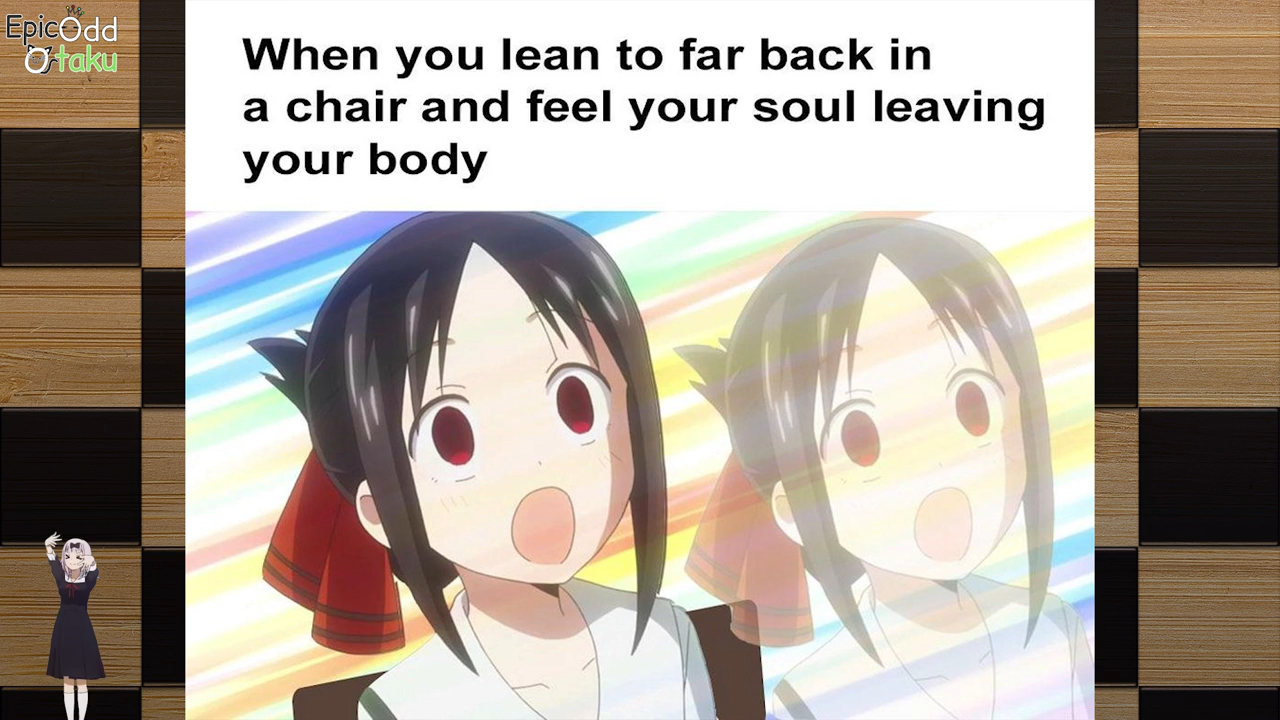 EpicOdd
Otaku
When you lean to far back in
a chair and feel your soul leaving
your body